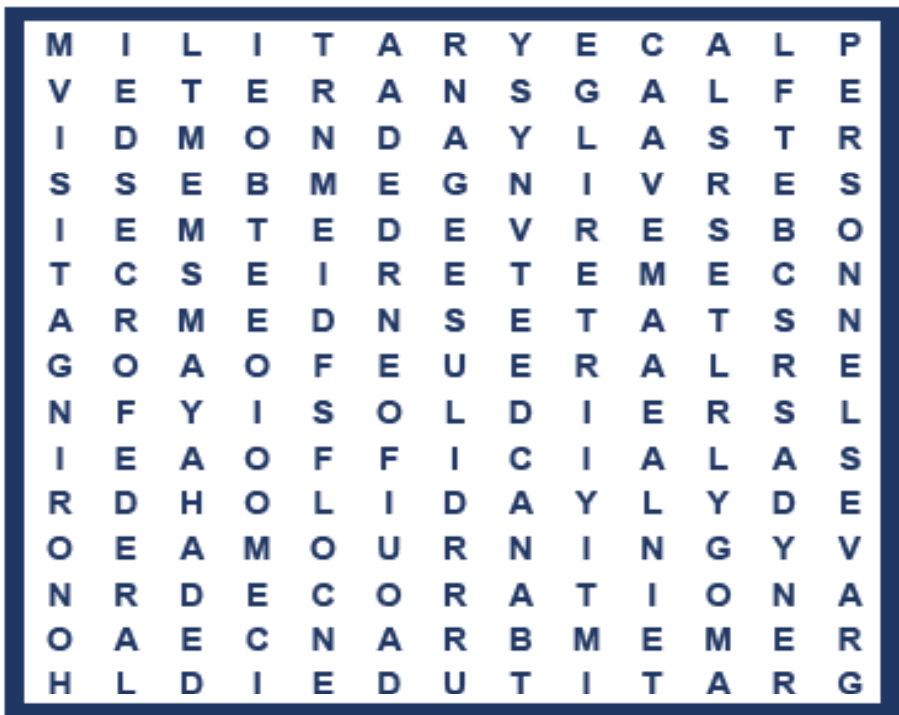 M I L I T A R Y E C A L P
V E T E R A N S G A L F E
I D M O N D A Y L A S T R
S S E B M E G N I V R E S
I E M T E D E V R E S B O
T C S E I R E T E M E C N
A R M E D N S E T A T S N
G O A O F E U E R A L R E
N F Y I S O L D I E R S L
I E A O F F I C I A L A S
R D H O L I D A Y L Y D E
O E A M O U R N I N G Y V
N R D E C O R A T I O N A
O A E C N A R B M E M E R
H L D I E D U T I T A R G